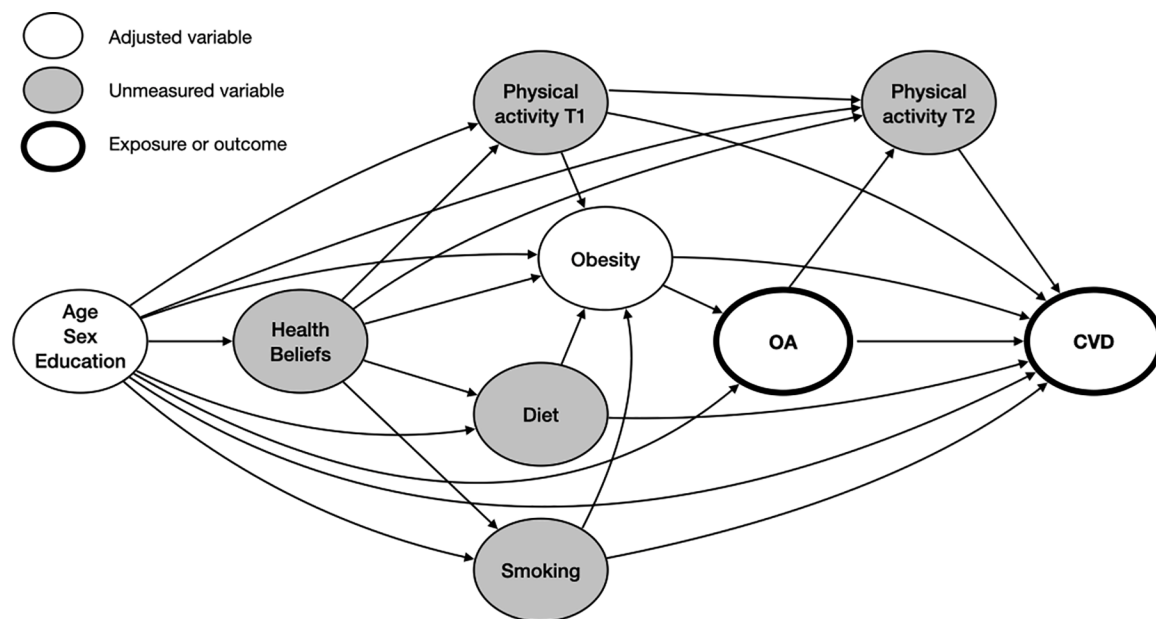 Adjusted variable
Unmeasured variable
Exposure or outcome
Physical
activity T1
Physical
activity T2
Obesity
Age
Sex
Education
Health
Beliefs
OA
CVD
Diet
Smoking